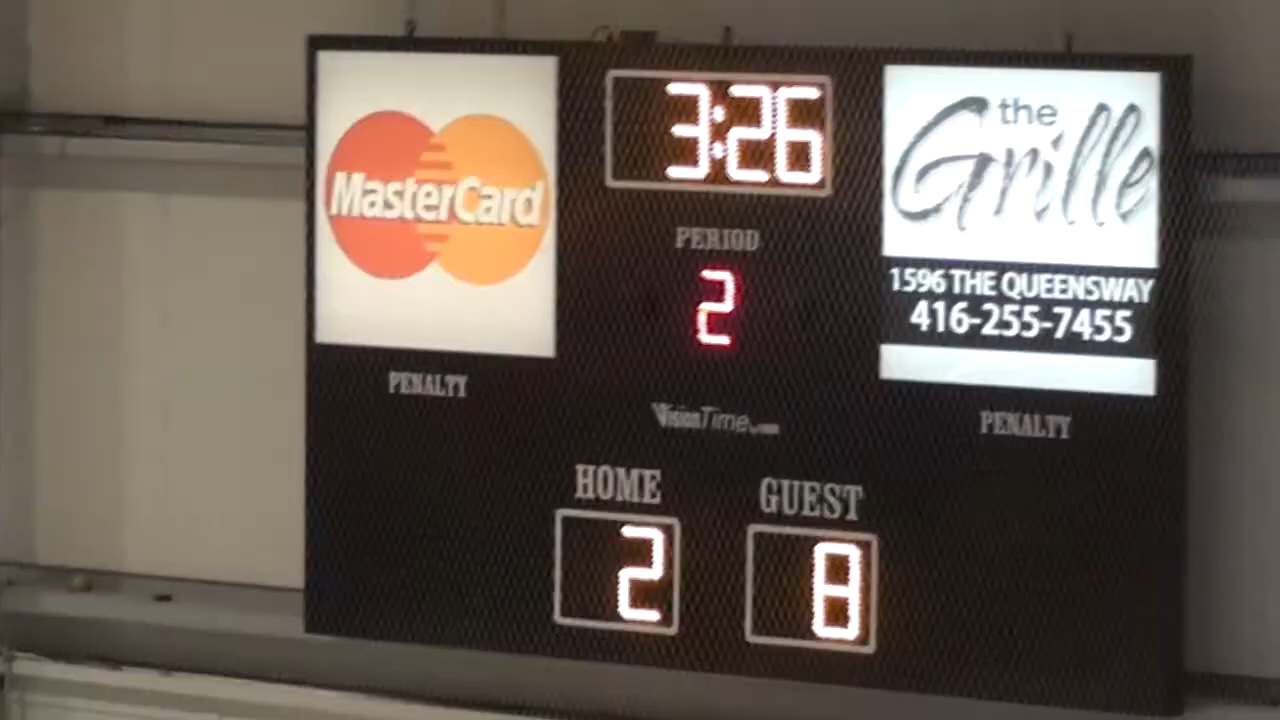 MasterCard
3:26
the
Grille
1596 THE QUEENSWAY
416-255-7455
PERIOD
2
PENALTY
VisionTime.com
PENALTY
HOME
GUEST
2
8